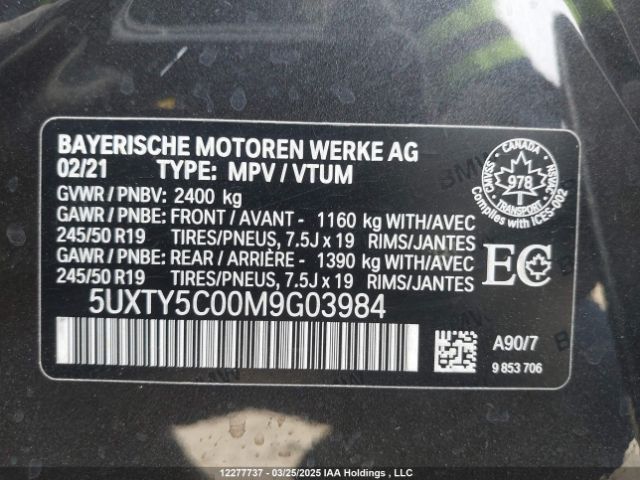 BAYERISCHE MOTOREN WERKE AG
02/21 TYPE: MPV / VTUM
GVWR / PNBV: 2400 kg
GAWR / PNBE: FRONT / AVANT - 1160 kg WITH/AVEC
245/50 R19 TIRES/PNEUS, 7.5J x 19 RIMS/JANTES
GAWR / PNBE: REAR / ARRIÈRE - 1390 kg WITH/AVEC
245/50 R19 TIRES/PNEUS, 7.5J x 19 RIMS/JANTES
5UXTY5C00M9G03984
CANADA
CMVSS
NSVAC
978
TRANSPORT
Complies with ICES-002
EC
A90/7
9 853 706
12277737 - 03/25/2025 IAA Holdings , LLC